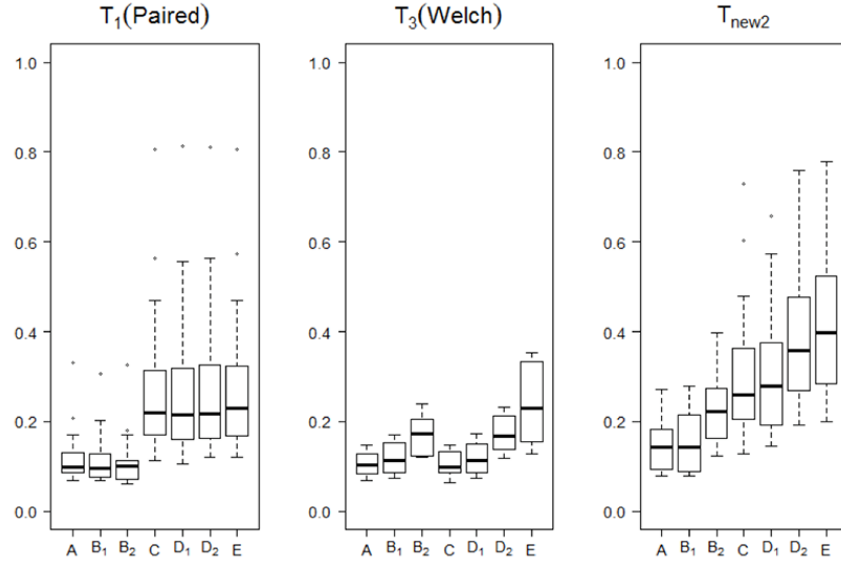 T₁(Paired) T₃(Welch) Tₙₑw₂
1.0 1.0 1.0
0.8 0.8 0.8
0.6 0.6 0.6
0.4 0.4 0.4
0.2 0.2 0.2
0.0 0.0 0.0
A B₁ B₂ C D₁ D₂ E A B₁ B₂ C D₁ D₂ E A B₁ B₂ C D₁ D₂ E